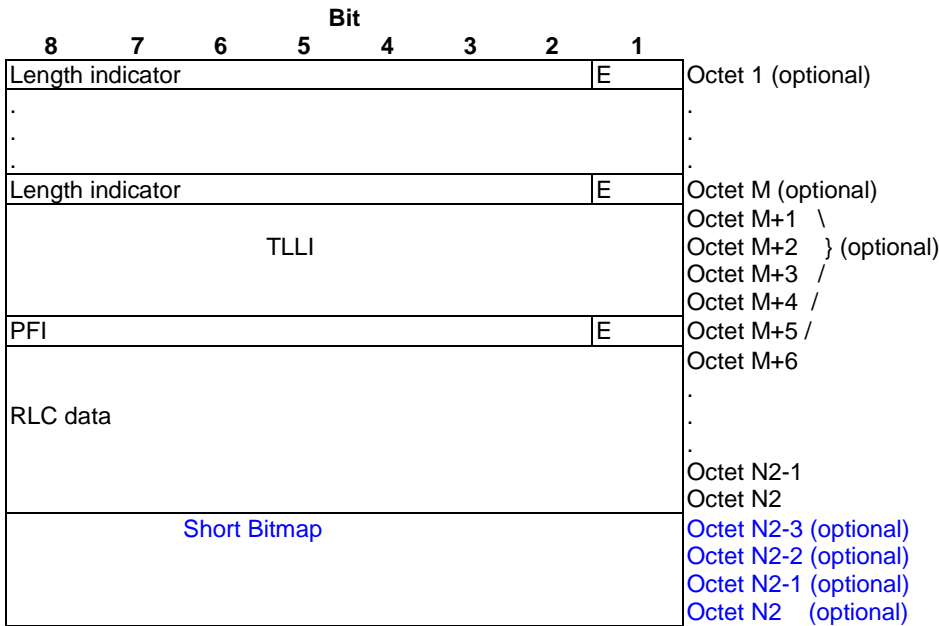 Bit
8 7 6 5 4 3 2 1
Length indicator E Octet 1 (optional)
. .
. .
. .
Length indicator E Octet M (optional)
Octet M+1 \
TLLI Octet M+2 } (optional)
Octet M+3 /
Octet M+4 /
PFI E Octet M+5 /
Octet M+6
.
RLC data .
.
Octet N2-1
Octet N2
Short Bitmap Octet N2-3 (optional)
Octet N2-2 (optional)
Octet N2-1 (optional)
Octet N2 (optional)